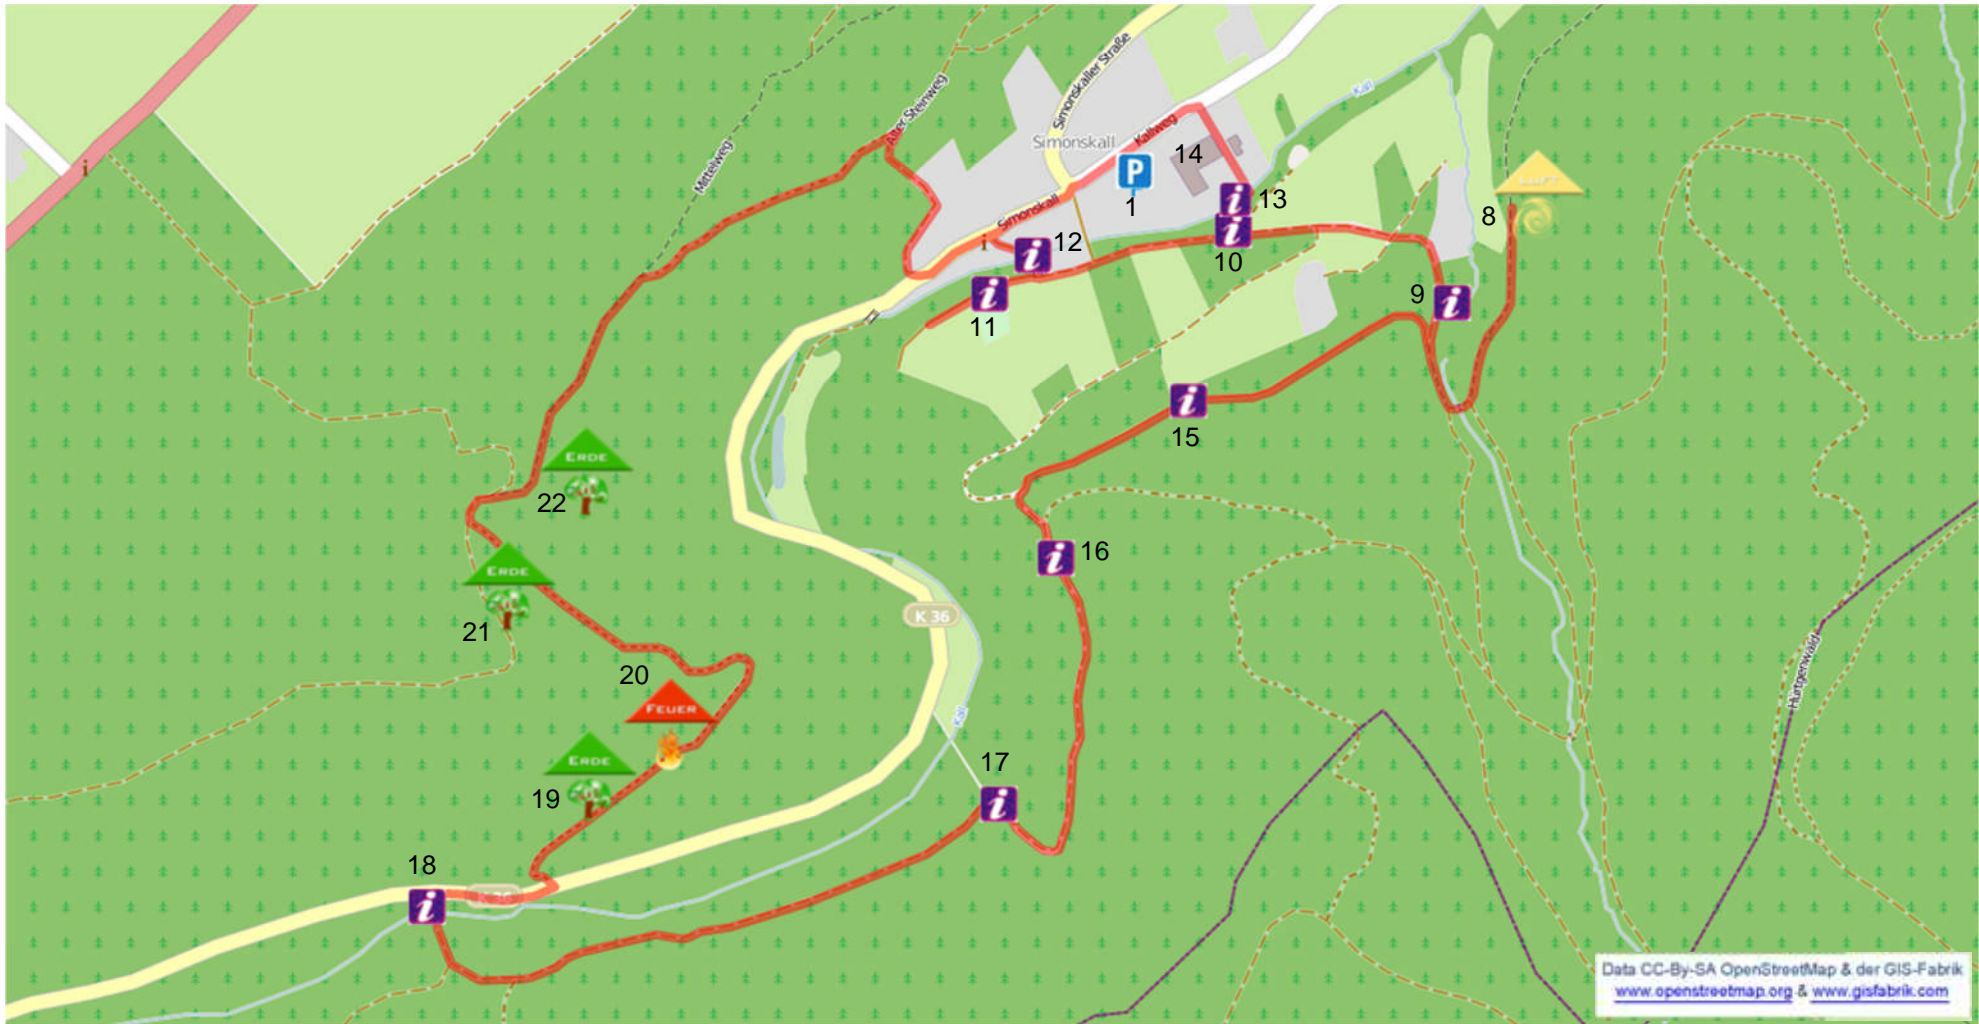 Simonskaller Straße
Alter Steinweg
Mittelweg
Simonskall
Kallweg
Kall
P
1
14
i
13
i
10
LUFT
8
Simonskall
i
i
12
i
11
9
i
i
15
i
16
ERDE
22
ERDE
21
20
FEUER
ERDE
19
K 36
Kall
17
i
18
i
K 36
Hürtgenwald
i
Data CC-By-SA OpenStreetMap & der GIS-Fabrik
www.openstreetmap.org & www.gisfabrik.com